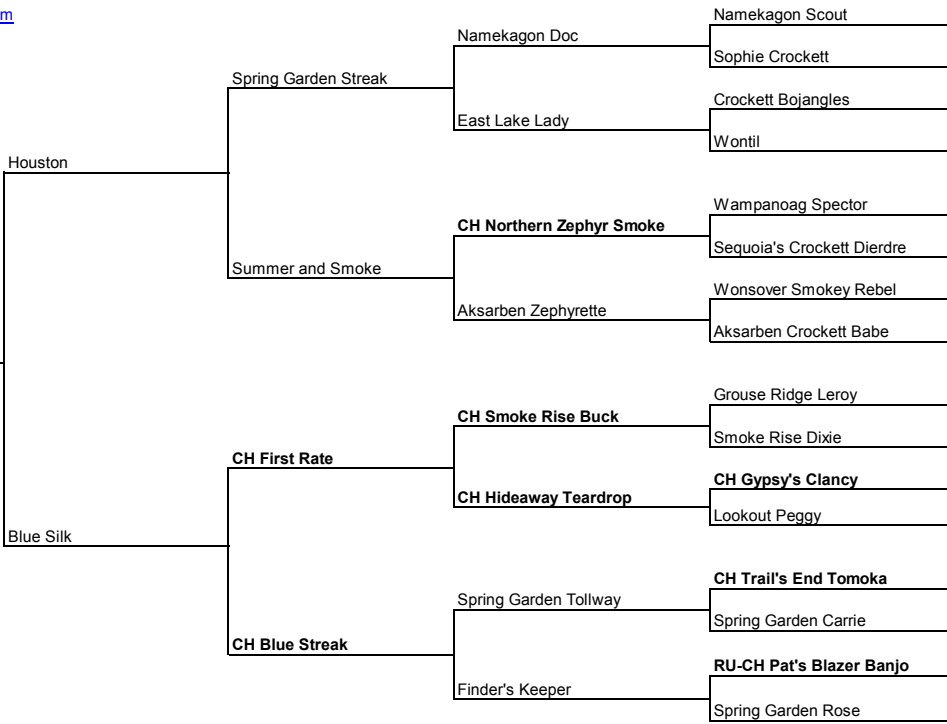 m
Namekagon Scout
Namekagon Doc
Sophie Crockett
Spring Garden Streak
Crockett Bojangles
East Lake Lady
Wontil
Houston
Wampanoag Spector
CH Northern Zephyr Smoke
Sequoia's Crockett Dierdre
Summer and Smoke
Wonsover Smokey Rebel
Aksarben Zephyrette
Aksarben Crockett Babe
Grouse Ridge Leroy
CH Smoke Rise Buck
Smoke Rise Dixie
CH First Rate
CH Gypsy's Clancy
CH Hideaway Teardrop
Lookout Peggy
Blue Silk
CH Trail's End Tomoka
Spring Garden Tollway
Spring Garden Carrie
CH Blue Streak
RU-CH Pat's Blazer Banjo
Finder's Keeper
Spring Garden Rose